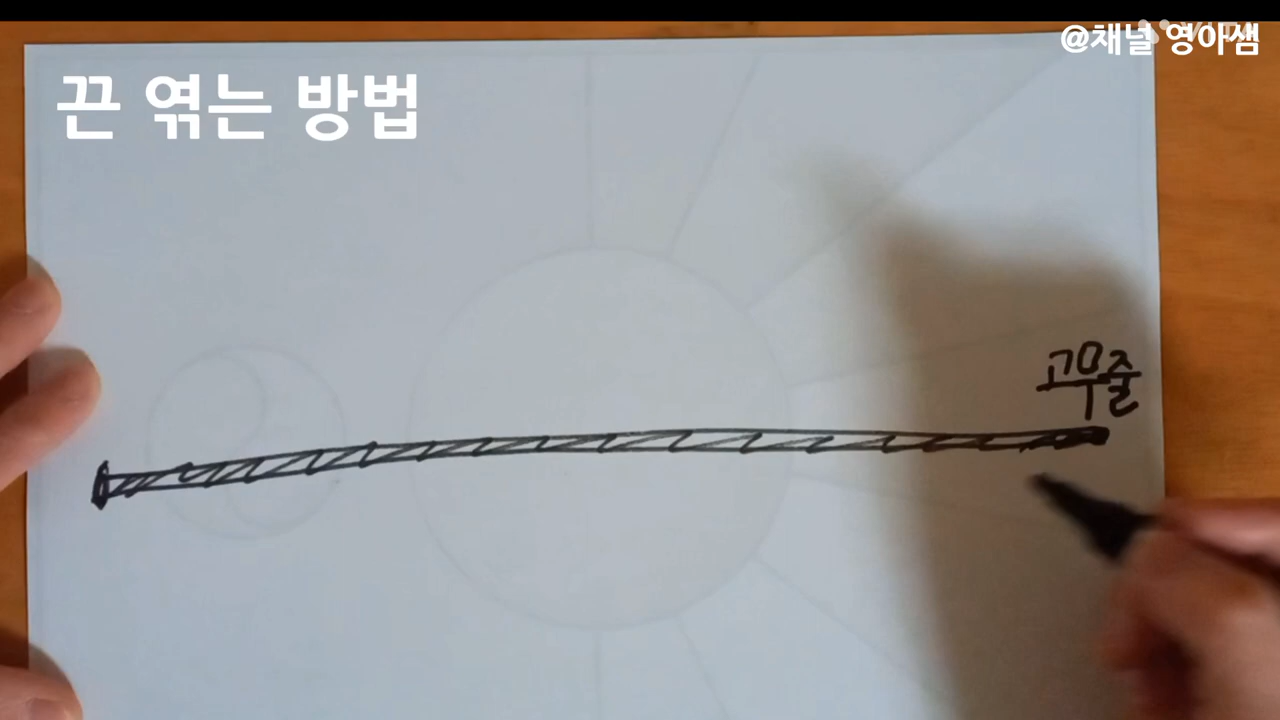 @채널 영아샘
끈 엮는 방법
고무줄